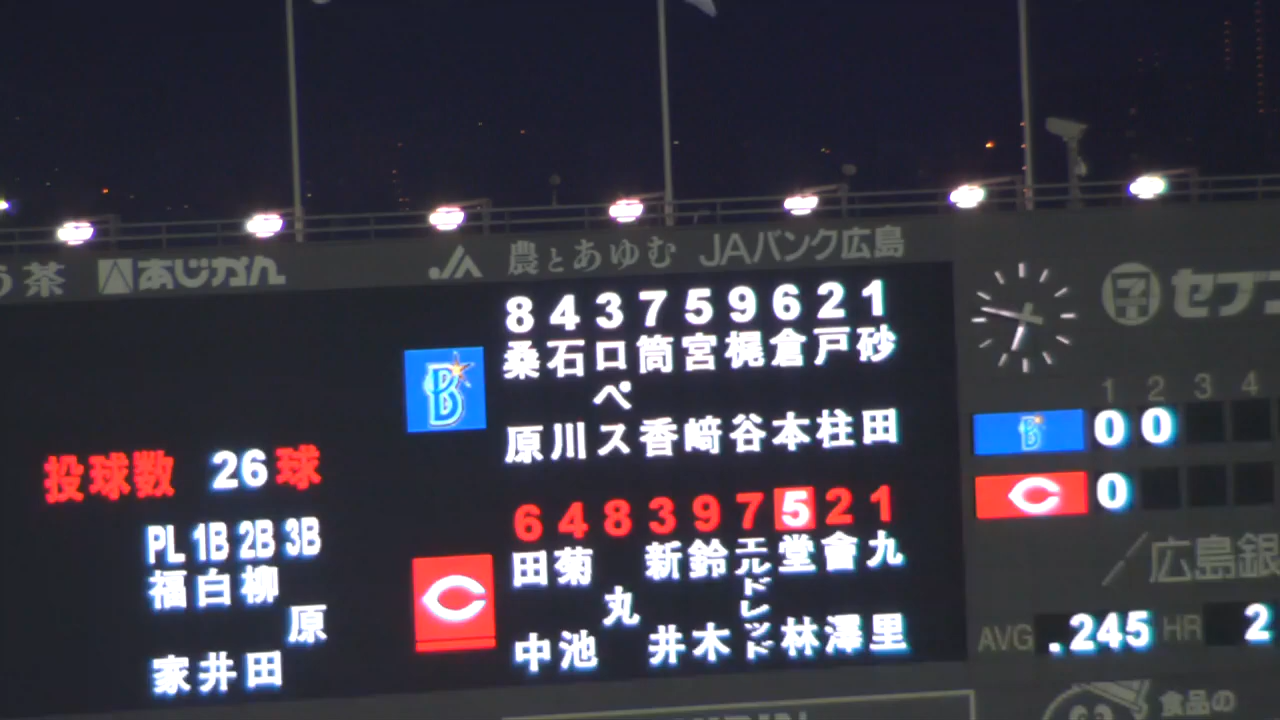 う茶 あじかん JA 農とあゆむ JAバンク広島
セブン
8 4 3 7 5 9 6 2 1
桑原 石川 ロペス 筒香 宮﨑 梶谷 倉本 戸柱 砂田
B
投球数 26球
PL 1B 2B 3B
福家 白井 柳田 原
6 4 8 3 9 7 5 2 1
田中 菊池 丸 新井 鈴木 エルドレッド 堂林 會澤 九里
C
1 2 3 4
B 0 0
C 0
広島銀
AVG .245 HR 2
食品の